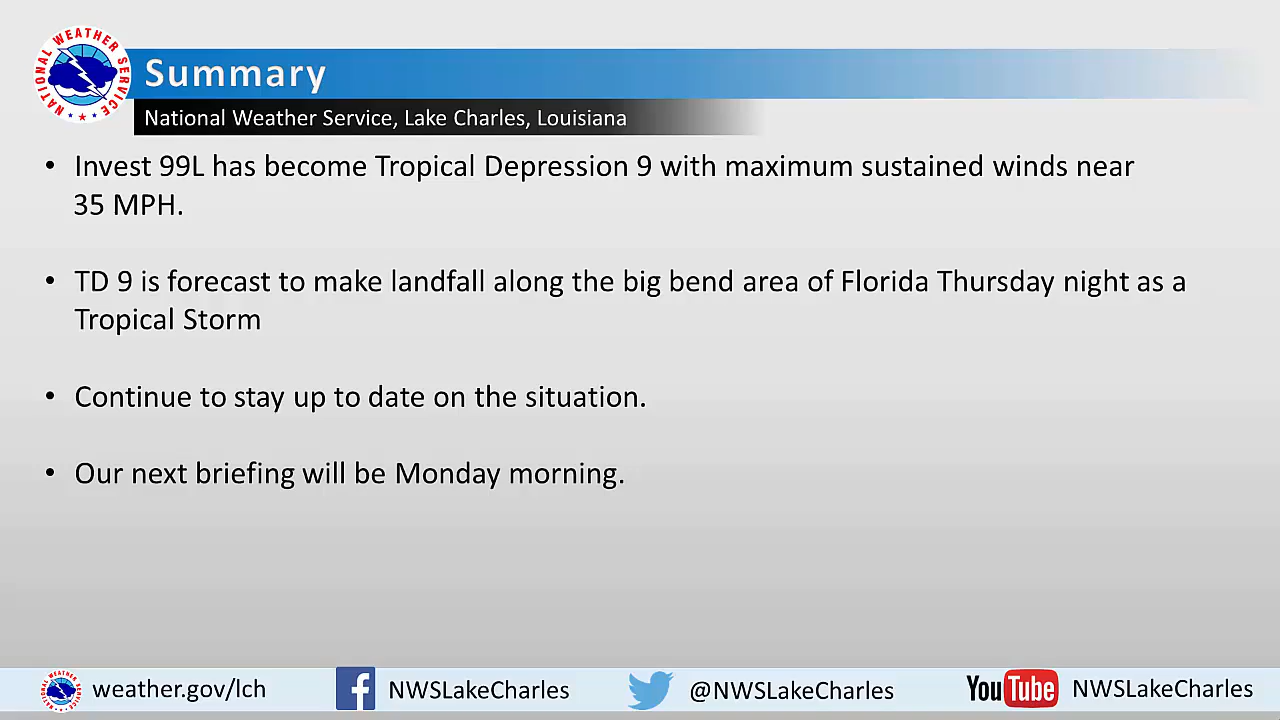 NATIONAL WEATHER SERVICE
Summary
National Weather Service, Lake Charles, Louisiana
• Invest 99L has become Tropical Depression 9 with maximum sustained winds near
35 MPH.
• TD 9 is forecast to make landfall along the big bend area of Florida Thursday night as a
Tropical Storm
• Continue to stay up to date on the situation.
• Our next briefing will be Monday morning.
NATIONAL WEATHER SERVICE
weather.gov/lch
f
NWSLakeCharles
@NWSLakeCharles
YouTube
NWSLakeCharles